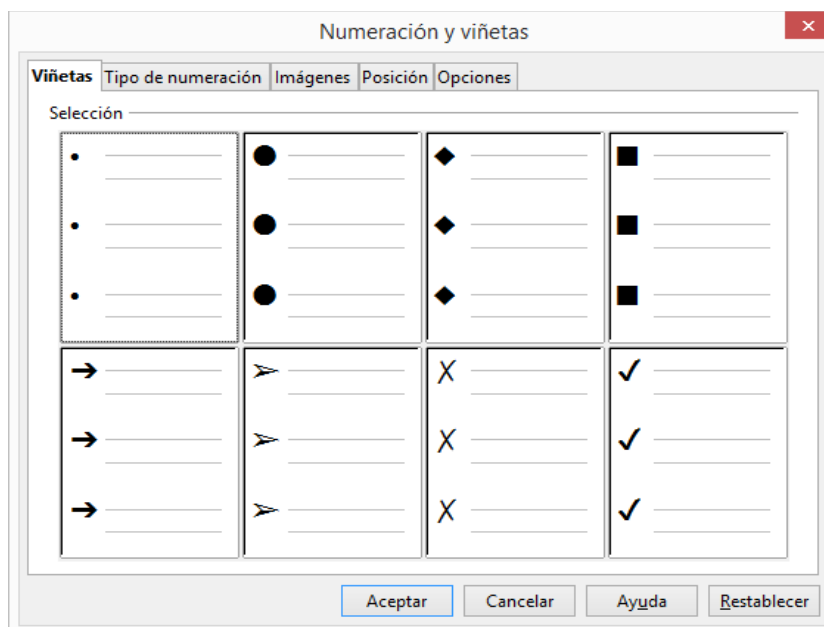 Numeración y viñetas
Viñetas Tipo de numeración Imágenes Posición Opciones
Selección
Aceptar Cancelar Ayuda Restablecer